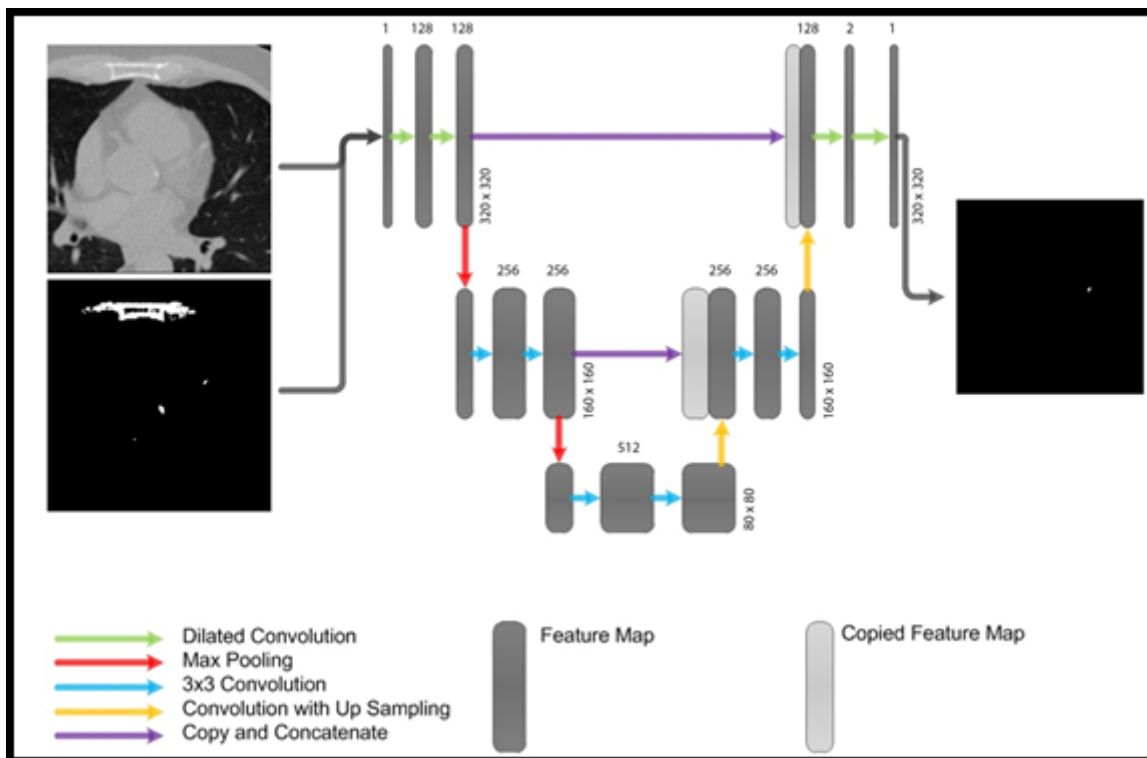 1 128 128
128 2 1
320 x 320
320 x 320
256 256
256 256
160 x 160
160 x 160
512
80 x 80
Dilated Convolution
Max Pooling
3x3 Convolution
Convolution with Up Sampling
Copy and Concatenate
Feature Map
Copied Feature Map